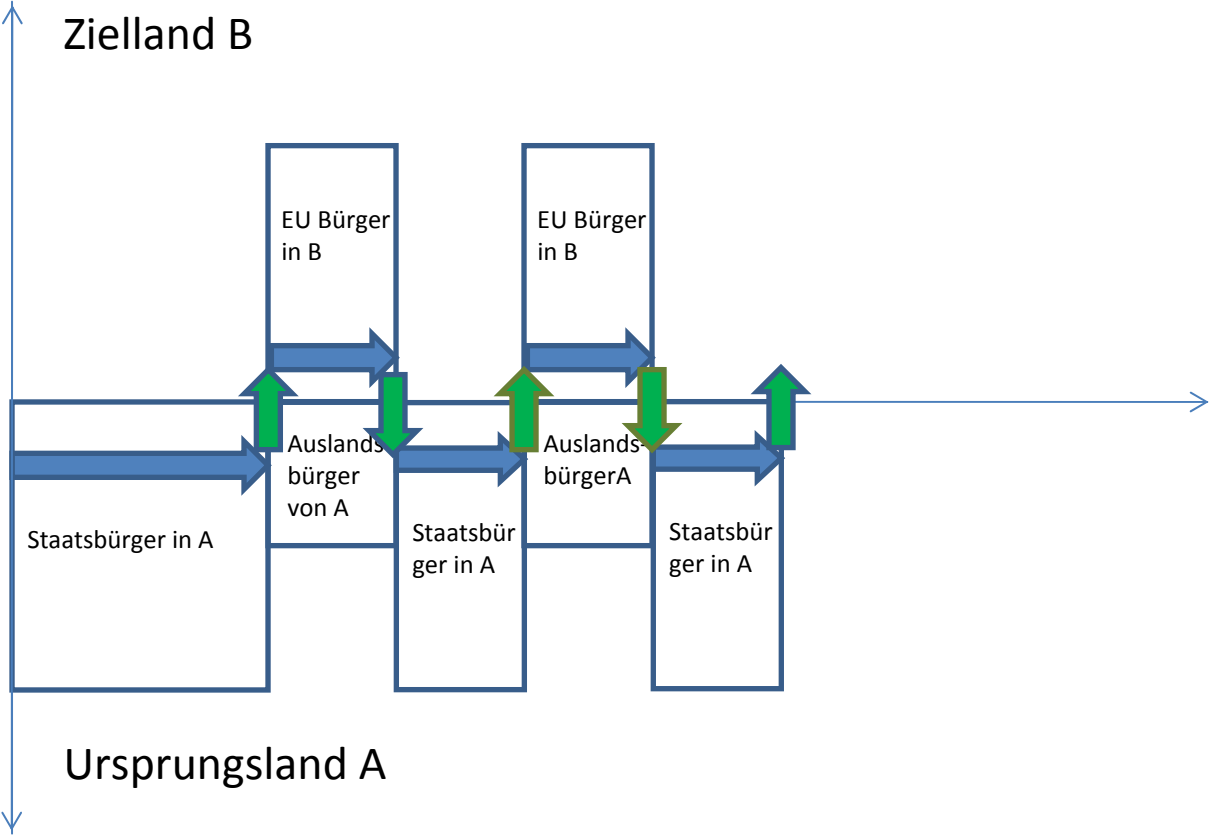 Zielland B
EU Bürger
in B
EU Bürger
in B
Staatsbürger in A
Auslands-
bürger
von A
Staatsbür
ger in A
Auslands-
bürgerA
Staatsbür
ger in A
Ursprungsland A